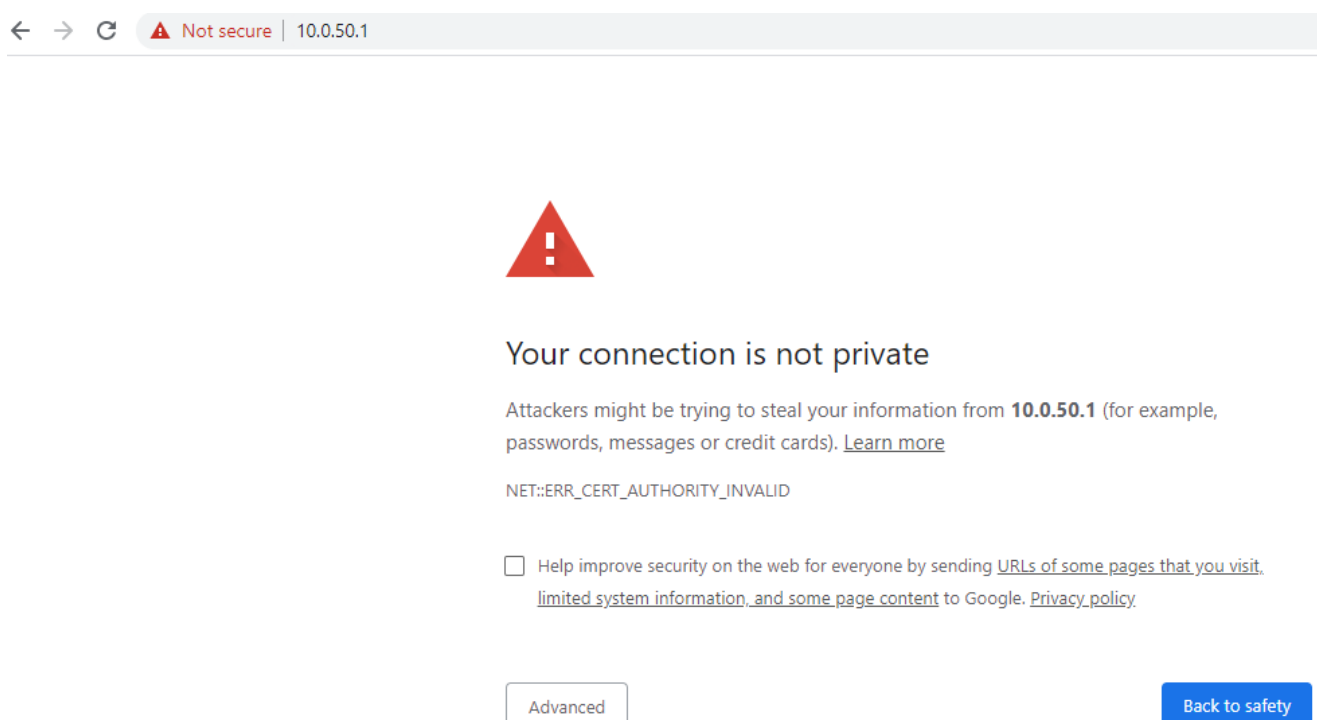 Not secure | 10.0.50.1
Your connection is not private
Attackers might be trying to steal your information from 10.0.50.1 (for example,
passwords, messages or credit cards). Learn more
NET::ERR_CERT_AUTHORITY_INVALID
Help improve security on the web for everyone by sending URLs of some pages that you visit,
limited system information, and some page content to Google. Privacy policy
Advanced
Back to safety